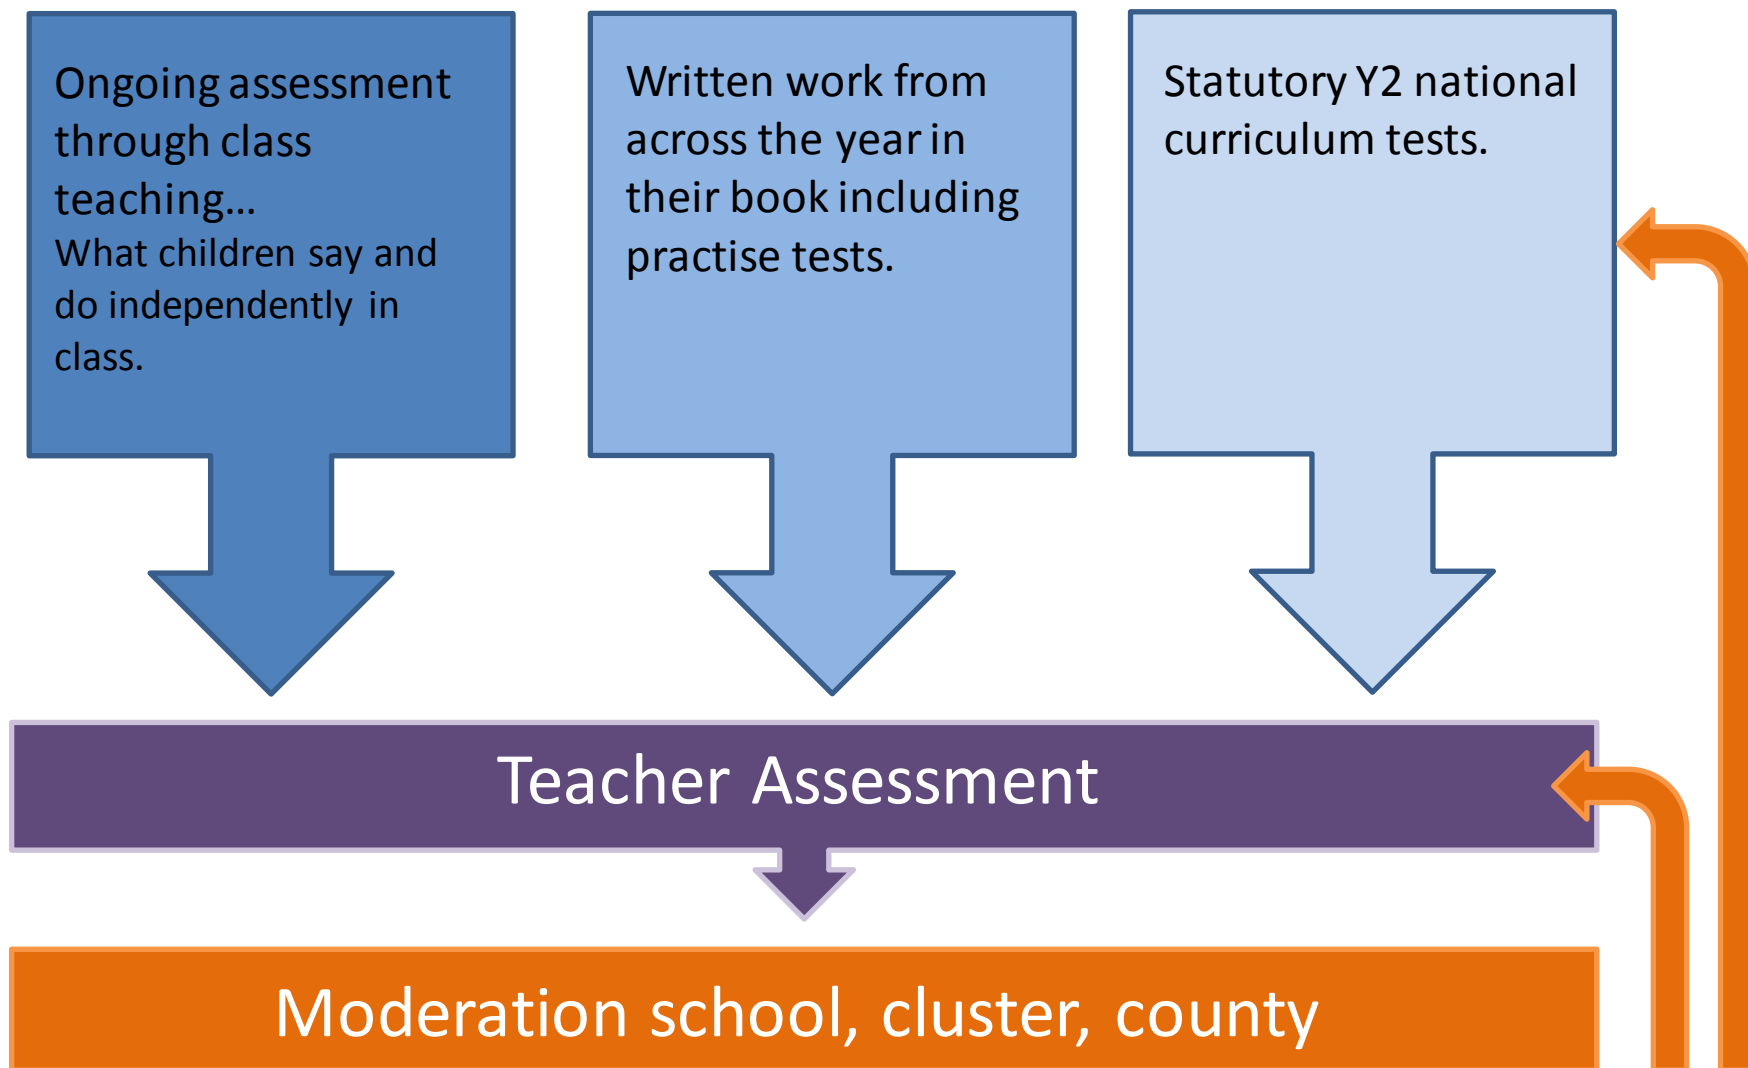 Ongoing assessment
through class
teaching...
What children say and
do independently in
class.
Written work from
across the year in
their book including
practise tests.
Statutory Y2 national
curriculum tests.
Teacher Assessment
Moderation school, cluster, county